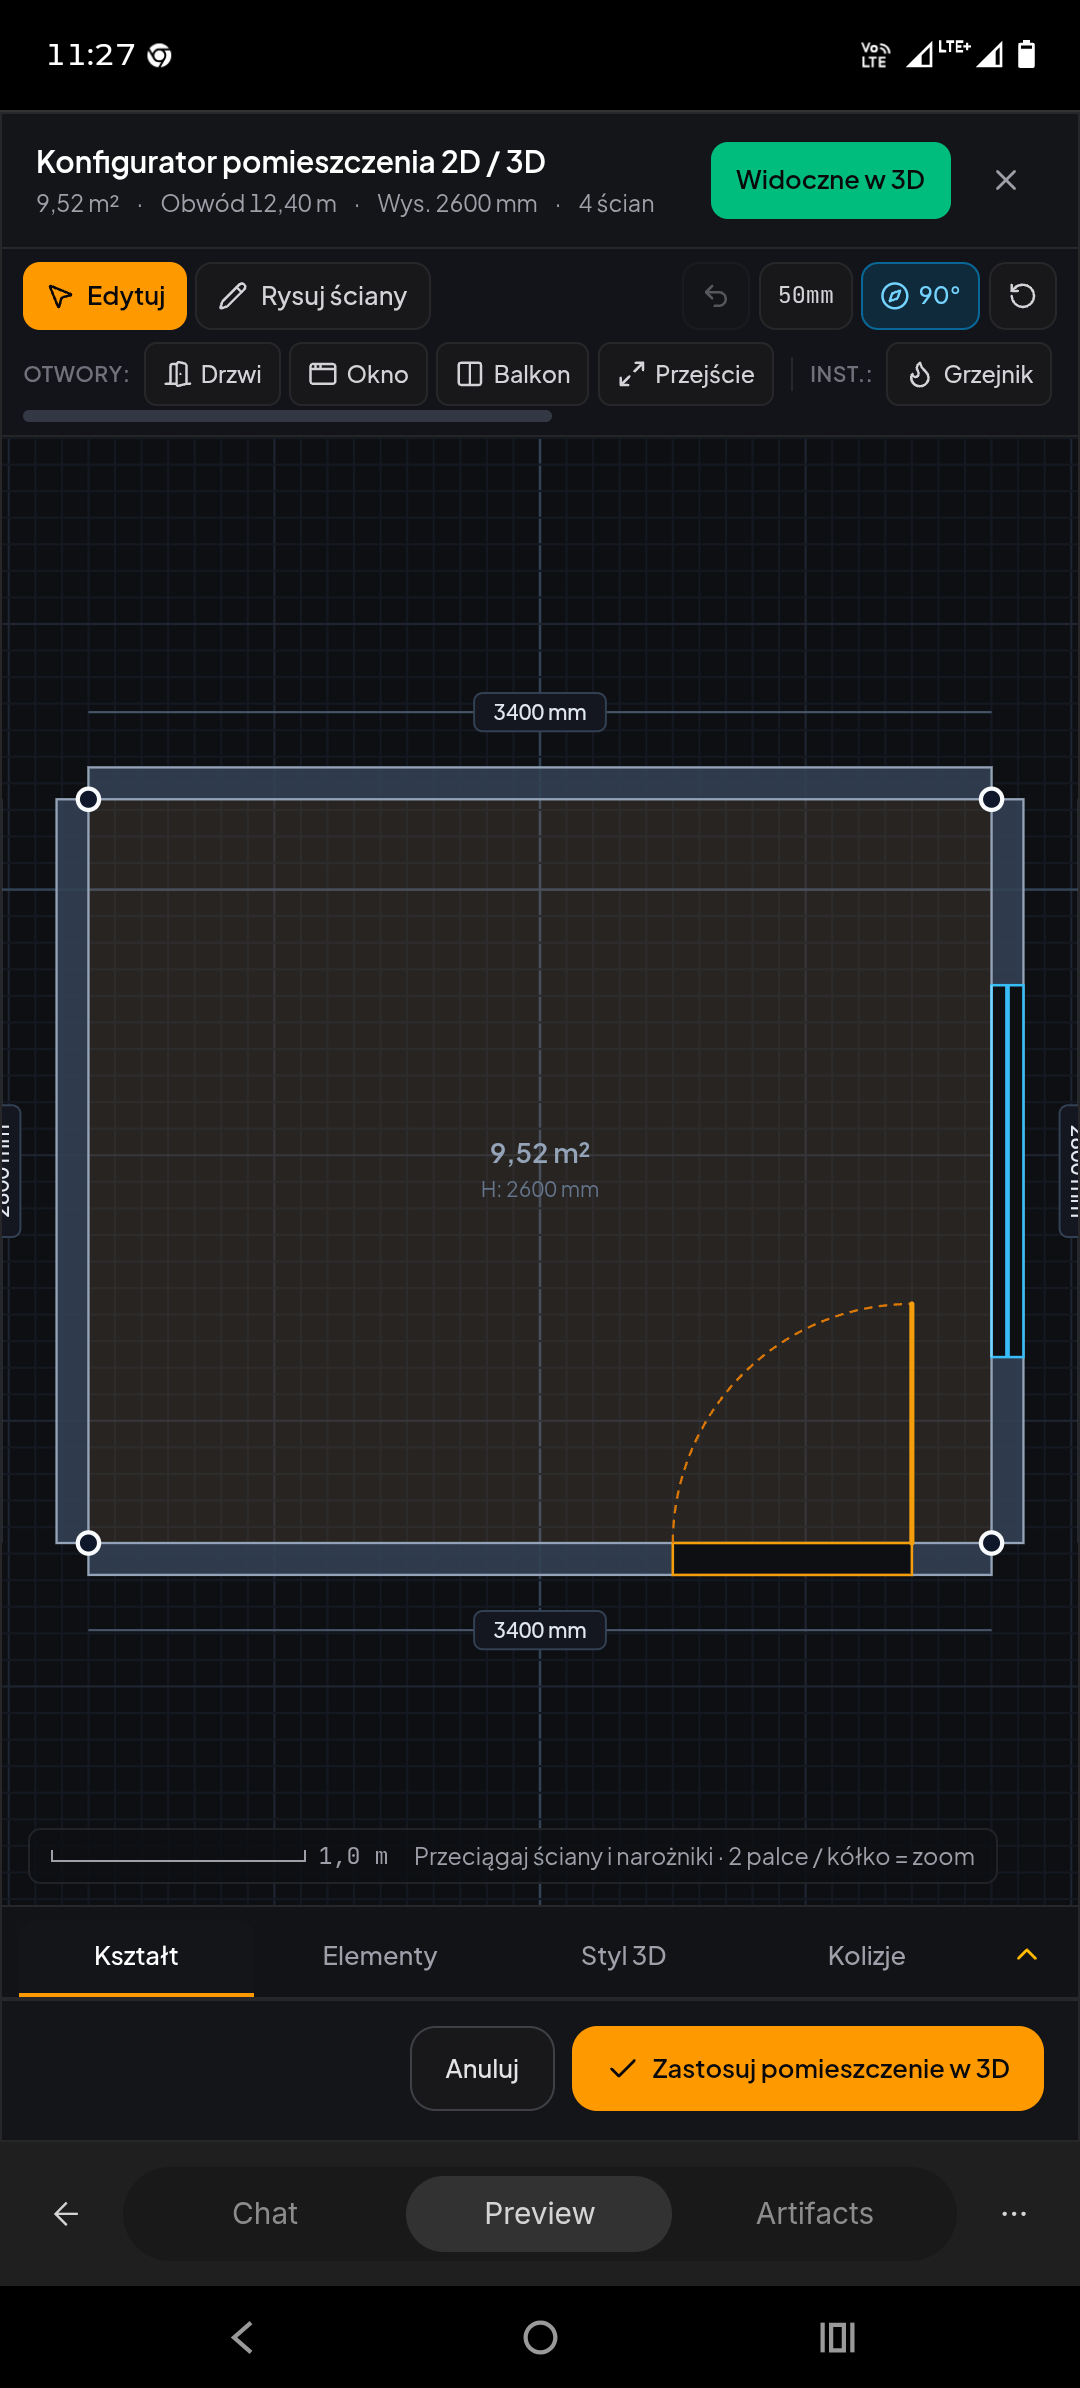 11:27
Vo LTE LTE+
Konfigurator pomieszczenia 2D / 3D
9,52 m² · Obwód 12,40 m · Wys. 2600 mm · 4 ścian
Widoczne w 3D
Edytuj
Rysuj ściany
50mm
90°
OTWORY:
Drzwi
Okno
Balkon
Przejście
INST.:
Grzejnik
3400 mm
9,52 m²
H: 2600 mm
3400 mm
1,0 m
Przeciągaj ściany i narożniki · 2 palce / kółko = zoom
Kształt
Elementy
Styl 3D
Kolizje
Anuluj
Zastosuj pomieszczenie w 3D
Chat
Preview
Artifacts